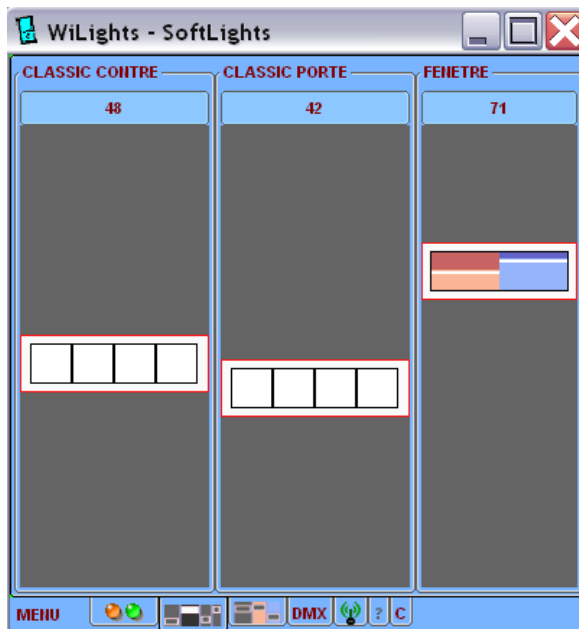 WiLights - SoftLights
CLASSIC CONTRE
CLASSIC PORTE
FENETRE
48
42
71
MENU
DMX
?
C